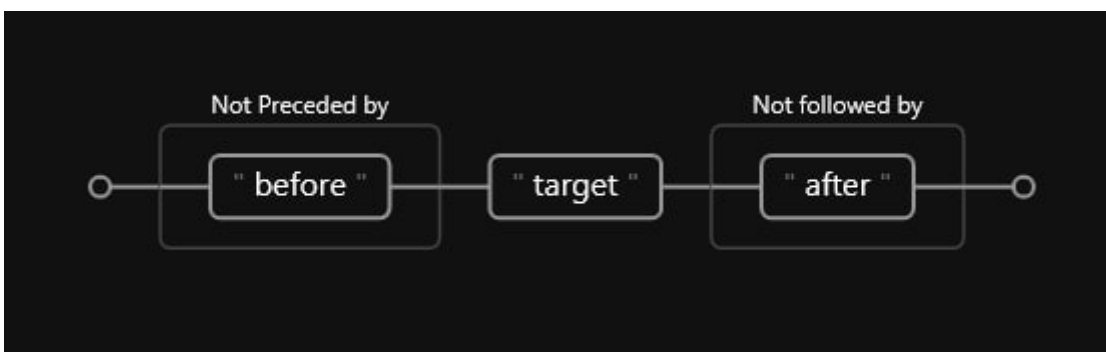 Not Preceded by
Not followed by
" before "
" target "
" after "